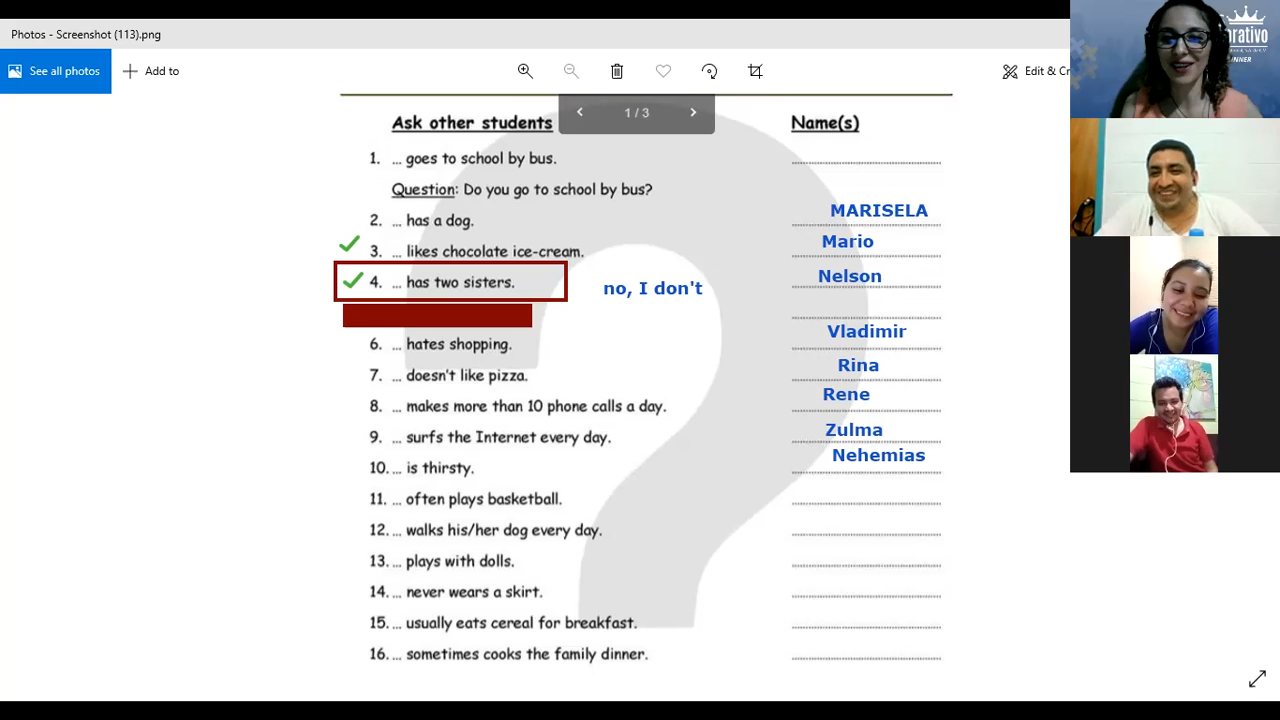 Photos - Screenshot (113).png
See all photos
Add to
Edit & Cr
rativo
NNER
1 / 3
Ask other students
Name(s)
1. ... goes to school by bus.
Question: Do you go to school by bus?
2. ... has a dog.
MARISELA
3. ... likes chocolate ice-cream.
Mario
4. ... has two sisters.
no, I don't
Nelson
6. ... hates shopping.
Vladimir
7. ... doesn't like pizza.
Rina
8. ... makes more than 10 phone calls a day.
Rene
9. ... surfs the Internet every day.
Zulma
10. ... is thirsty.
Nehemias
11. ... often plays basketball.
12. ... walks his/her dog every day.
13. ... plays with dolls.
14. ... never wears a skirt.
15. ... usually eats cereal for breakfast.
16. ... sometimes cooks the family dinner.